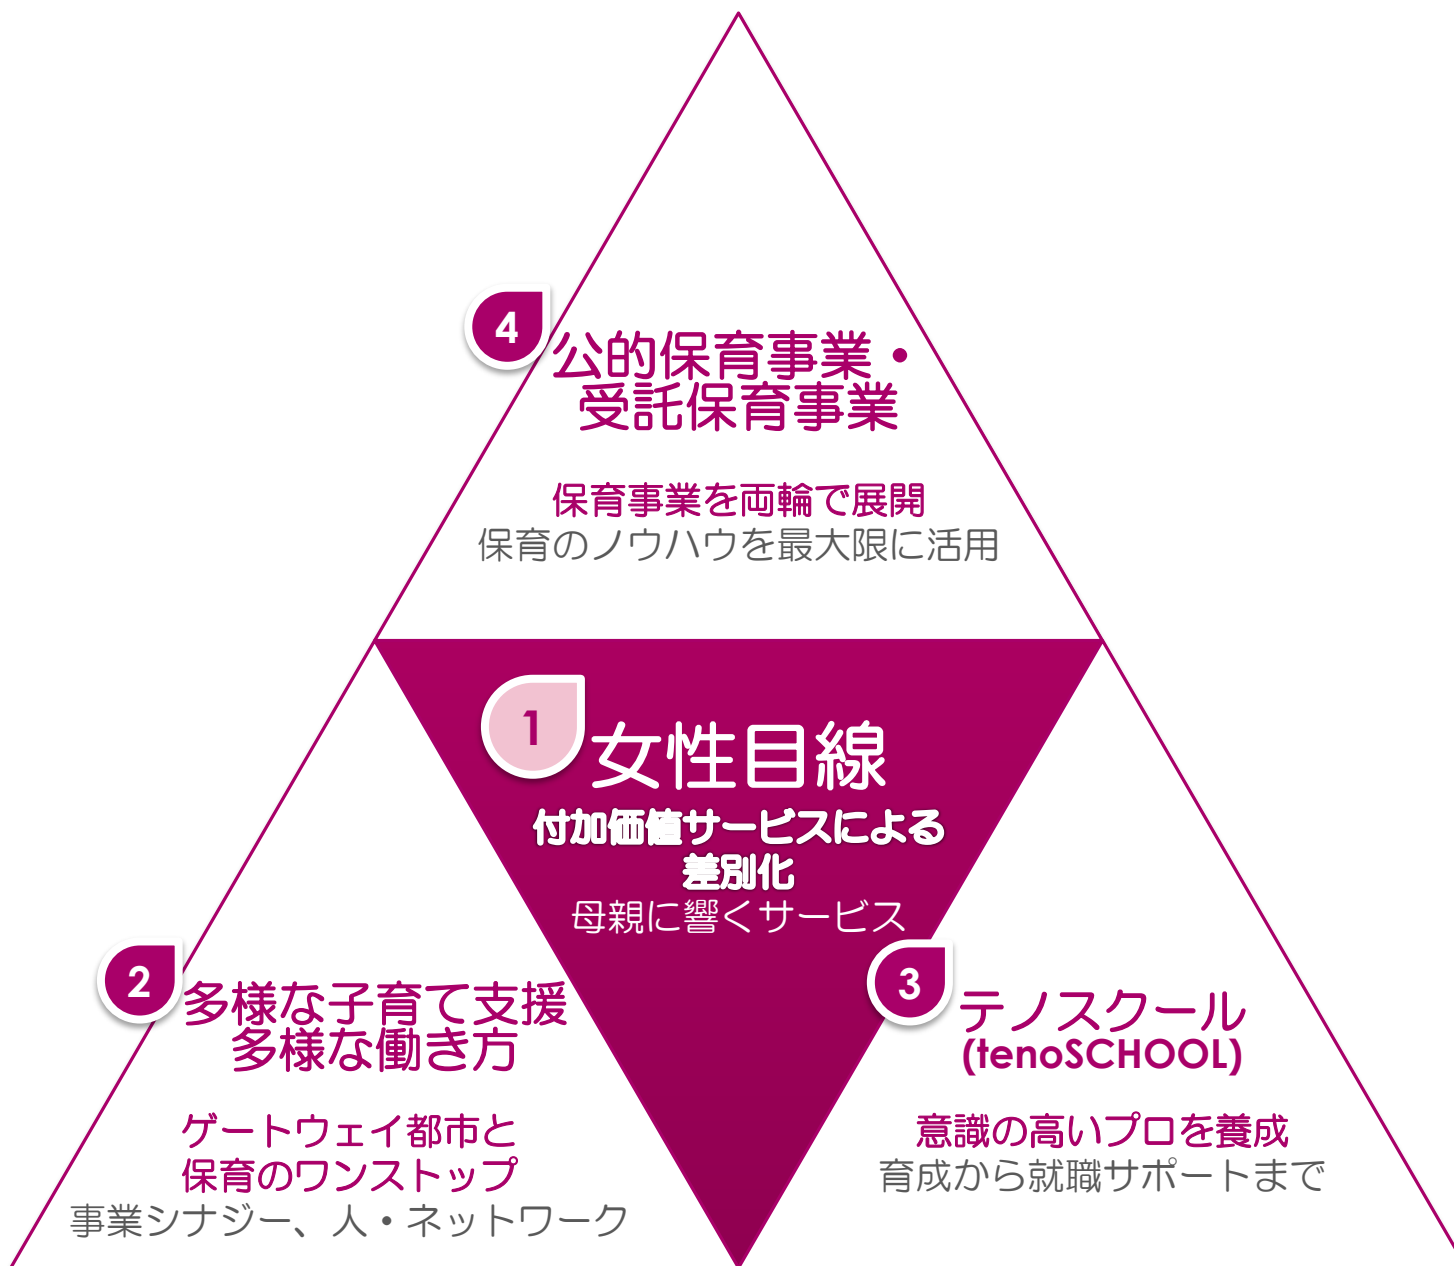 4
公的保育事業・
受託保育事業
保育事業を両輪で展開
保育のノウハウを最大限に活用
1
女性目線
付加価値サービスによる
差別化
母親に響くサービス
2
多様な子育て支援
多様な働き方
ゲートウェイ都市と
保育のワンストップ
事業シナジー、人・ネットワーク
3
テノスクール
(tenoSCHOOL)
意識の高いプロを養成
育成から就職サポートまで